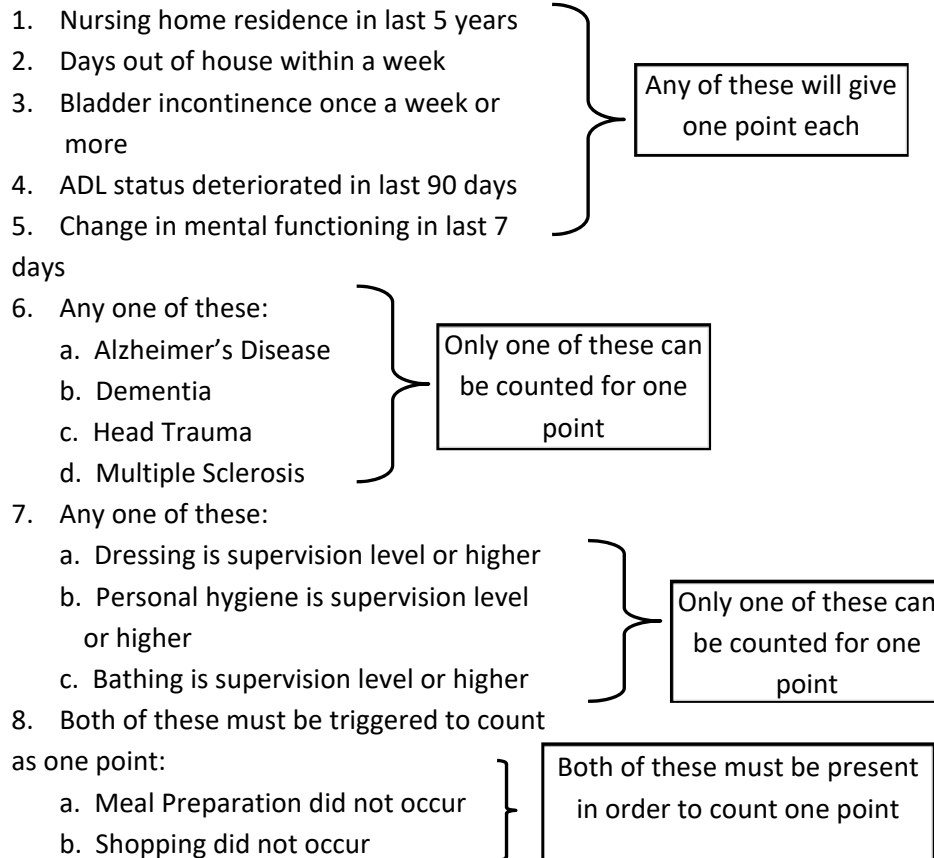 1. Nursing home residence in last 5 years
2. Days out of house within a week
3. Bladder incontinence once a week or
more
4. ADL status deteriorated in last 90 days
5. Change in mental functioning in last 7
days
Any of these will give
one point each
6. Any one of these:
a. Alzheimer’s Disease
b. Dementia
c. Head Trauma
d. Multiple Sclerosis
Only one of these can
be counted for one
point
7. Any one of these:
a. Dressing is supervision level or higher
b. Personal hygiene is supervision level
or higher
c. Bathing is supervision level or higher
Only one of these can
be counted for one
point
8. Both of these must be triggered to count
as one point:
a. Meal Preparation did not occur
b. Shopping did not occur
Both of these must be present
in order to count one point